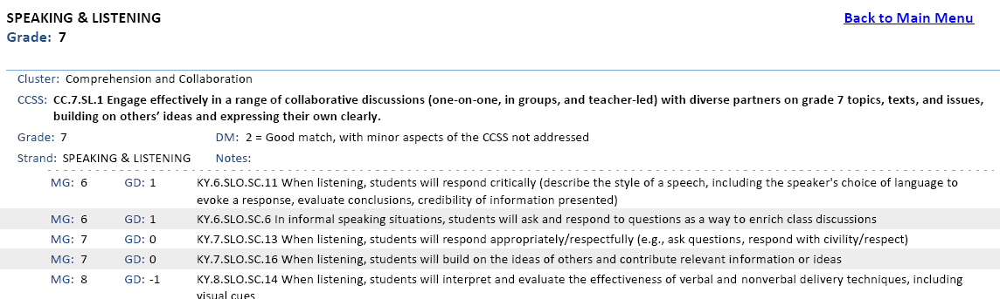 SPEAKING & LISTENING
Back to Main Menu
Grade: 7
Cluster: Comprehension and Collaboration
CCSS: CC.7.SL.1 Engage effectively in a range of collaborative discussions (one-on-one, in groups, and teacher-led) with diverse partners on grade 7 topics, texts, and issues,
building on others’ ideas and expressing their own clearly.
Grade: 7 DM: 2 = Good match, with minor aspects of the CCSS not addressed
Strand: SPEAKING & LISTENING Notes:
MG: 6 GD: 1 KY.6.SLO.SC.11 When listening, students will respond critically (describe the style of a speech, including the speaker's choice of language to
evoke a response, evaluate conclusions, credibility of information presented)
MG: 6 GD: 1 KY.6.SLO.SC.6 In informal speaking situations, students will ask and respond to questions as a way to enrich class discussions
MG: 7 GD: 0 KY.7.SLO.SC.13 When listening, students will respond appropriately/respectfully (e.g., ask questions, respond with civility/respect)
MG: 7 GD: 0 KY.7.SLO.SC.16 When listening, students will build on the ideas of others and contribute relevant information or ideas
MG: 8 GD: -1 KY.8.SLO.SC.14 When listening, students will interpret and evaluate the effectiveness of verbal and nonverbal delivery techniques, including
visual cues